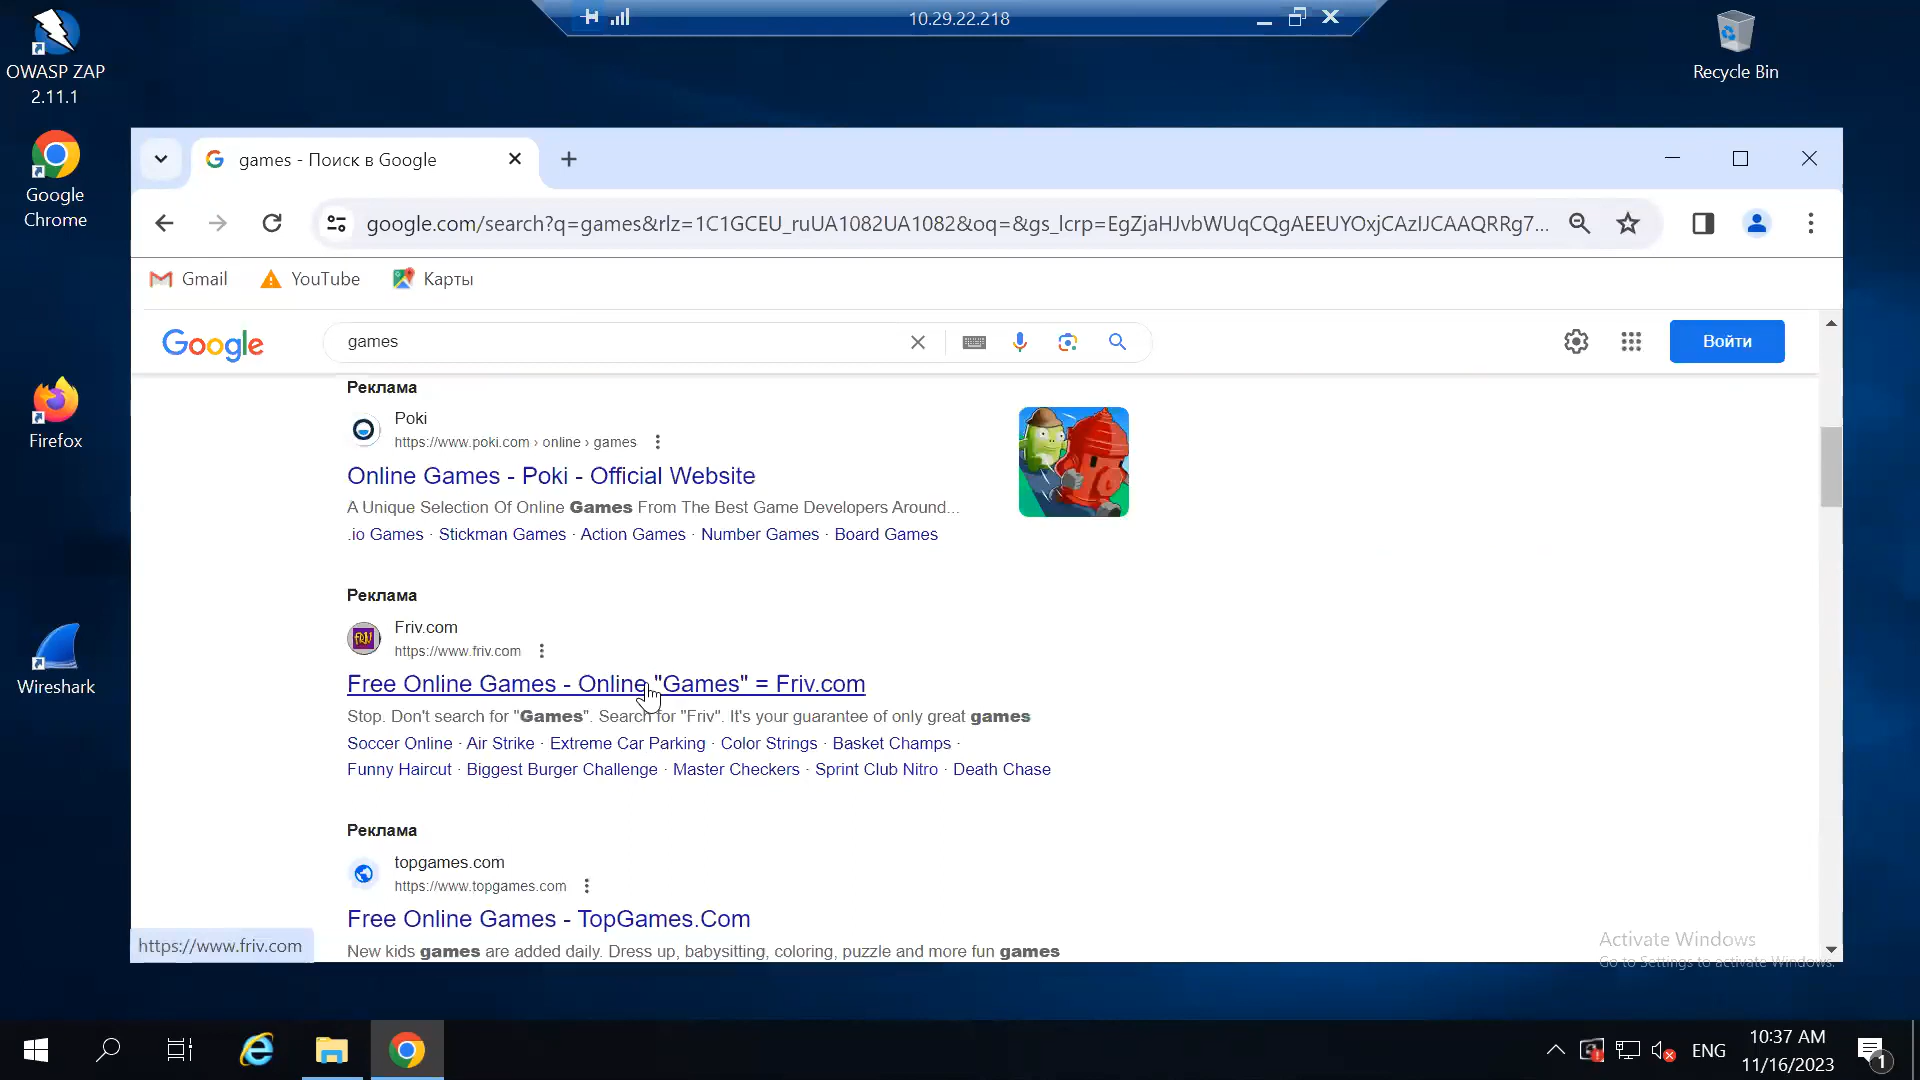 10.29.22.218
OWASP ZAP
2.11.1
Google
Chrome
Firefox
Wireshark
Recycle Bin
games - Поиск в Google
google.com/search?q=games&rlz=1C1GCEU_ruUA1082UA1082&oq=&gs_lcrp=EgZjaHJvbWUqCQgAEEUYOxjCAzIJCAAQRRg7...
Gmail
YouTube
Карты
Google
games
Войти
Реклама
Poki
https://www.poki.com › online › games
Online Games - Poki - Official Website
A Unique Selection Of Online Games From The Best Game Developers Around...
.io Games · Stickman Games · Action Games · Number Games · Board Games
Реклама
FRIV
Friv.com
https://www.friv.com
Free Online Games - Online "Games" = Friv.com
Stop. Don't search for "Games". Search for "Friv". It's your guarantee of only great games
Soccer Online · Air Strike · Extreme Car Parking · Color Strings · Basket Champs ·
Funny Haircut · Biggest Burger Challenge · Master Checkers · Sprint Club Nitro · Death Chase
Реклама
topgames.com
https://www.topgames.com
Free Online Games - TopGames.Com
New kids games are added daily. Dress up, babysitting, coloring, puzzle and more fun games
https://www.friv.com
Activate Windows
Go to Settings to activate Windows.
ENG
10:37 AM
11/16/2023
1